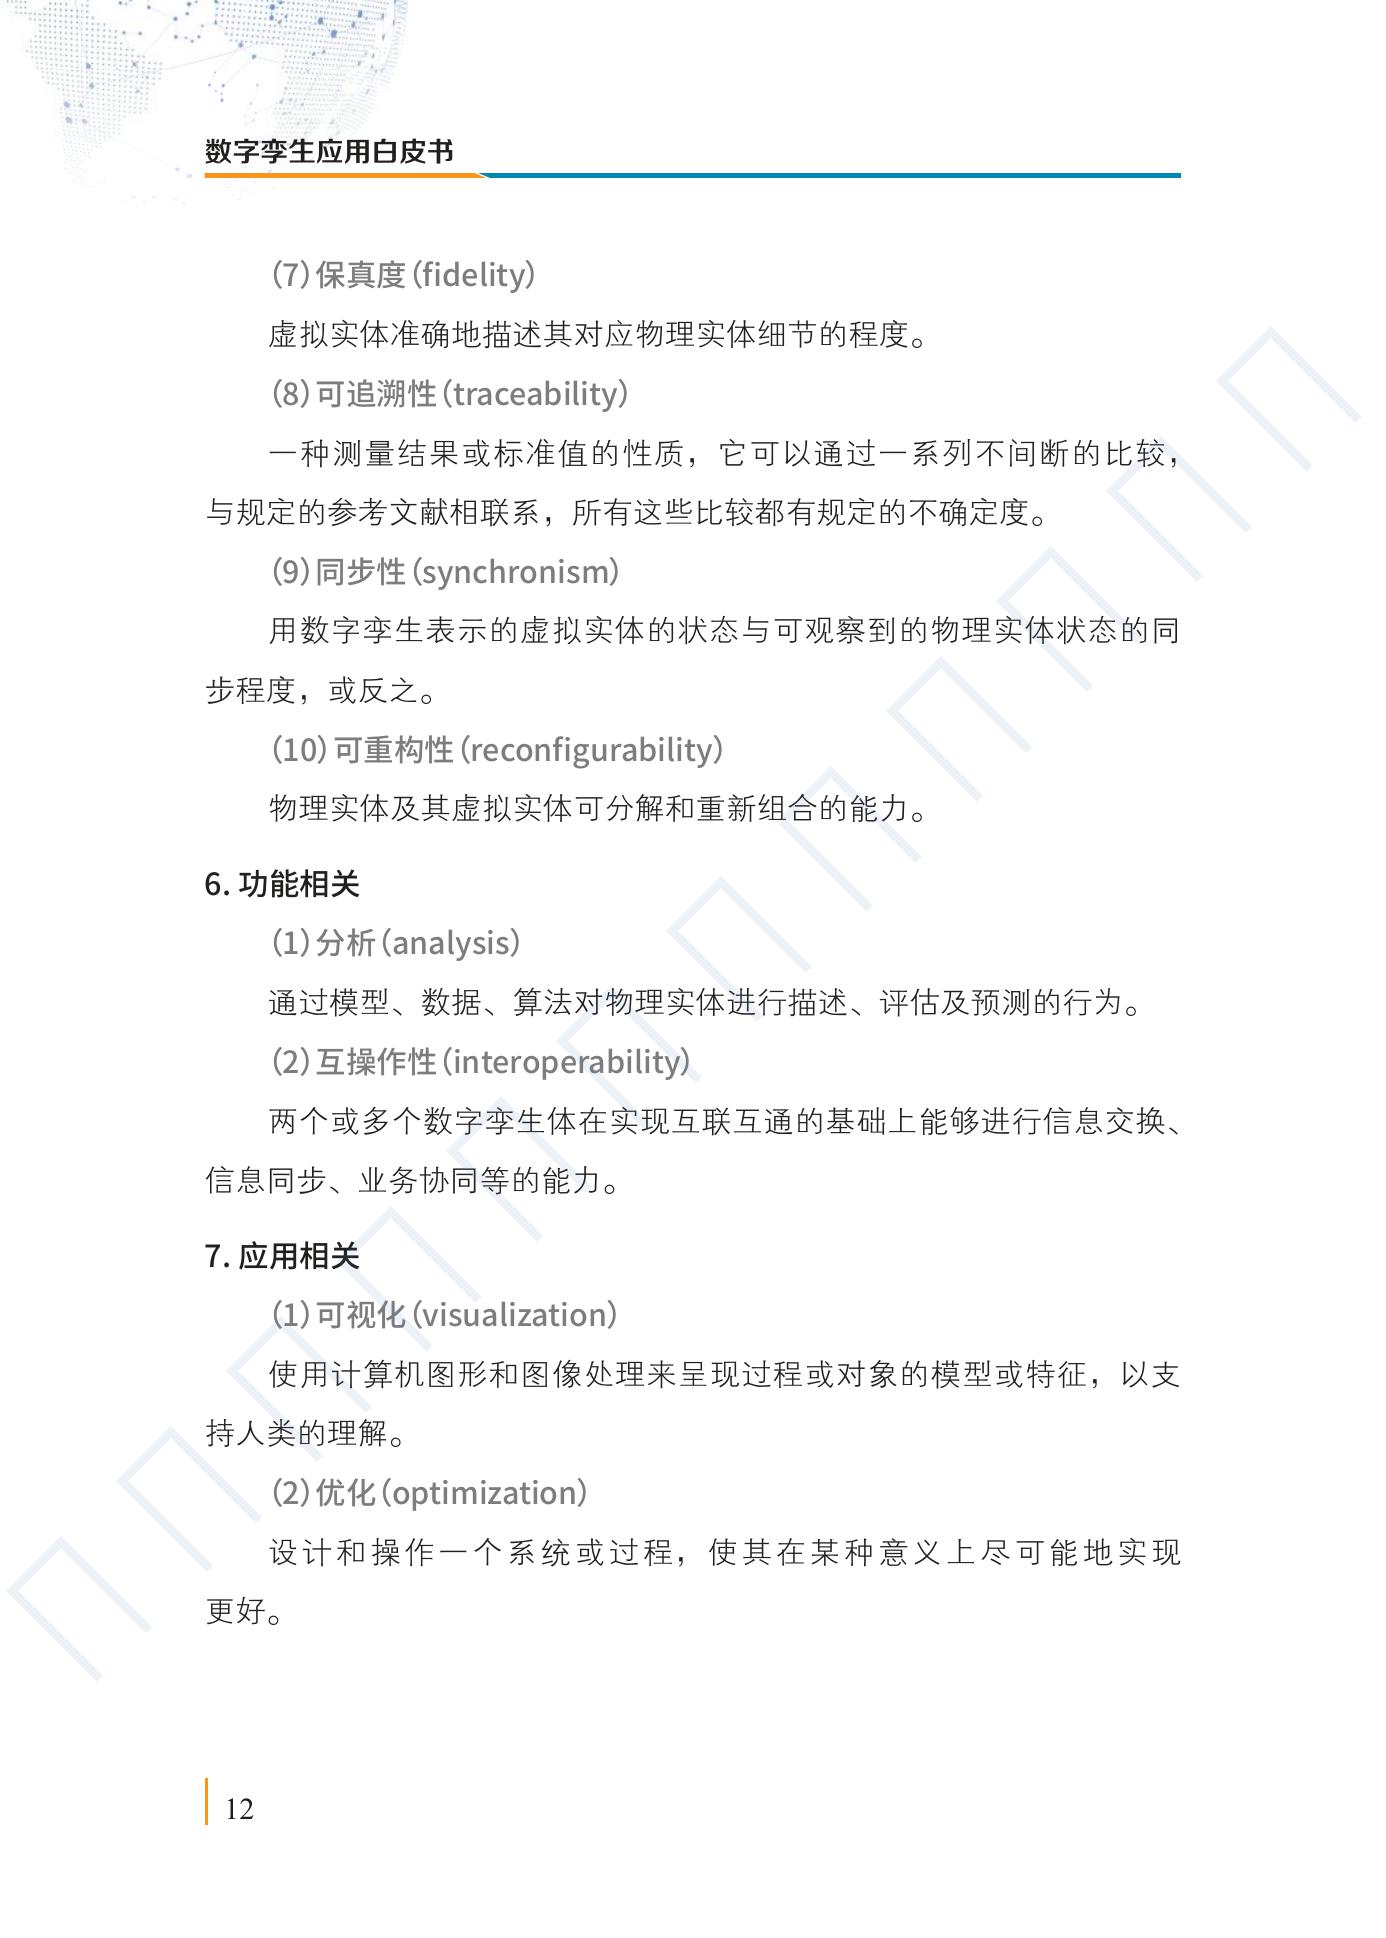 数字孪生应用白皮书
（7）保真度（fidelity）
虚拟实体准确地描述其对应物理实体细节的程度。
（8）可追溯性（traceability）
一种测量结果或标准值的性质，它可以通过一系列不间断的比较，
与规定的参考文献相联系，所有这些比较都有规定的不确定度。
（9）同步性（synchronism）
用数字孪生表示的虚拟实体的状态与可观察到的物理实体状态的同
步程度，或反之。
（10）可重构性（reconfigurability）
物理实体及其虚拟实体可分解和重新组合的能力。
6. 功能相关
（1）分析（analysis）
通过模型、数据、算法对物理实体进行描述、评估及预测的行为。
（2）互操作性（interoperability）
两个或多个数字孪生体在实现互联互通的基础上能够进行信息交换、
信息同步、业务协同等的能力。
7. 应用相关
（1）可视化（visualization）
使用计算机图形和图像处理来呈现过程或对象的模型或特征，以支
持人类的理解。
（2）优化（optimization）
设计和操作一个系统或过程，使其在某种意义上尽可能地实现
更好。
12